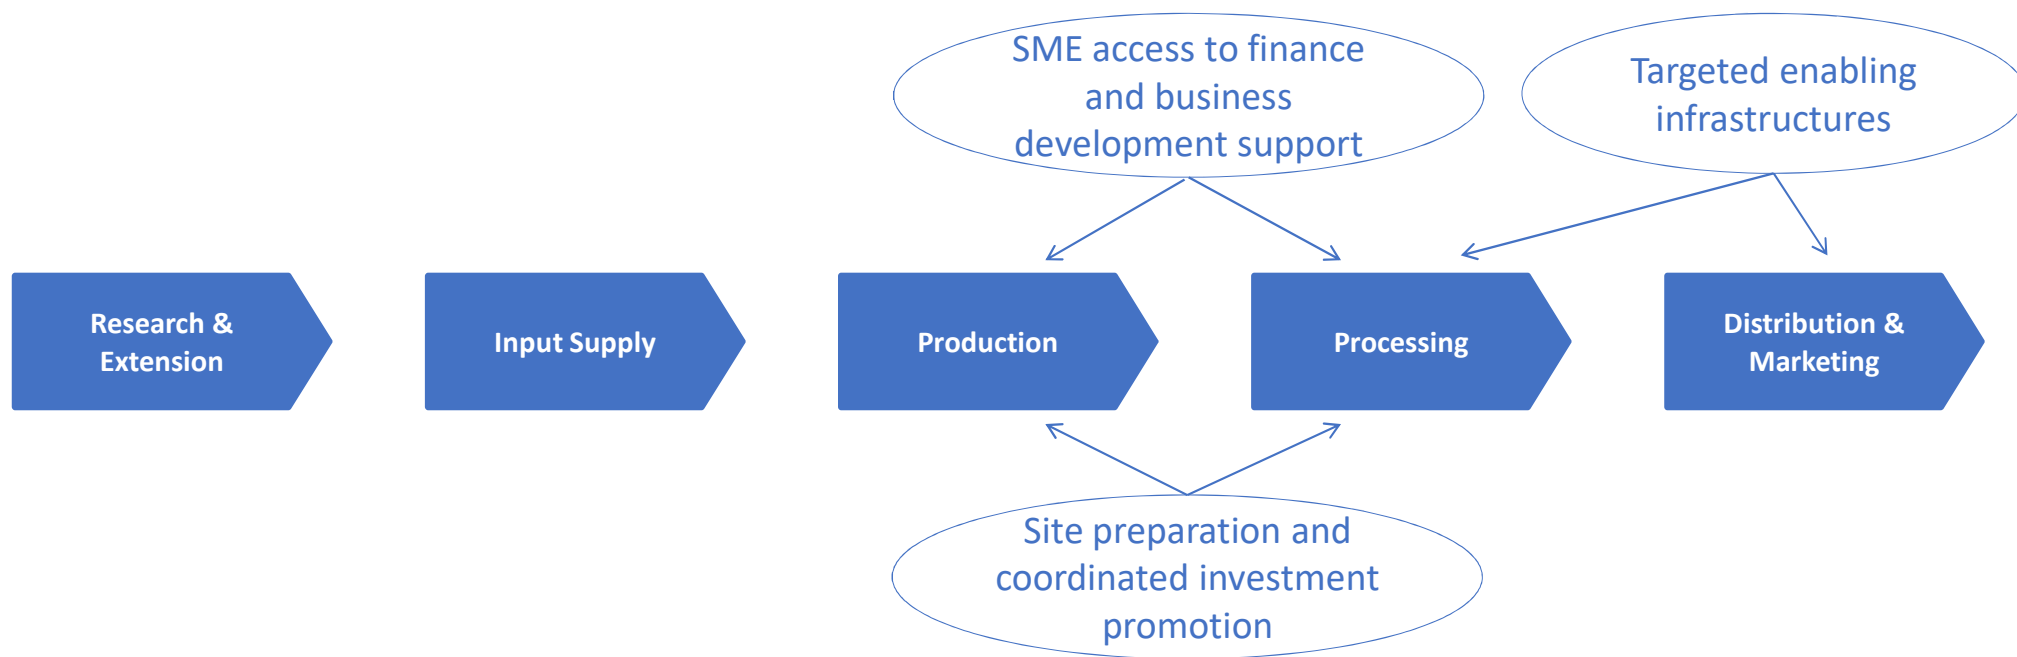 SME access to finance
and business
development support
Targeted enabling
infrastructures
Research &
Extension
Input Supply
Production
Processing
Distribution &
Marketing
Site preparation and
coordinated investment
promotion